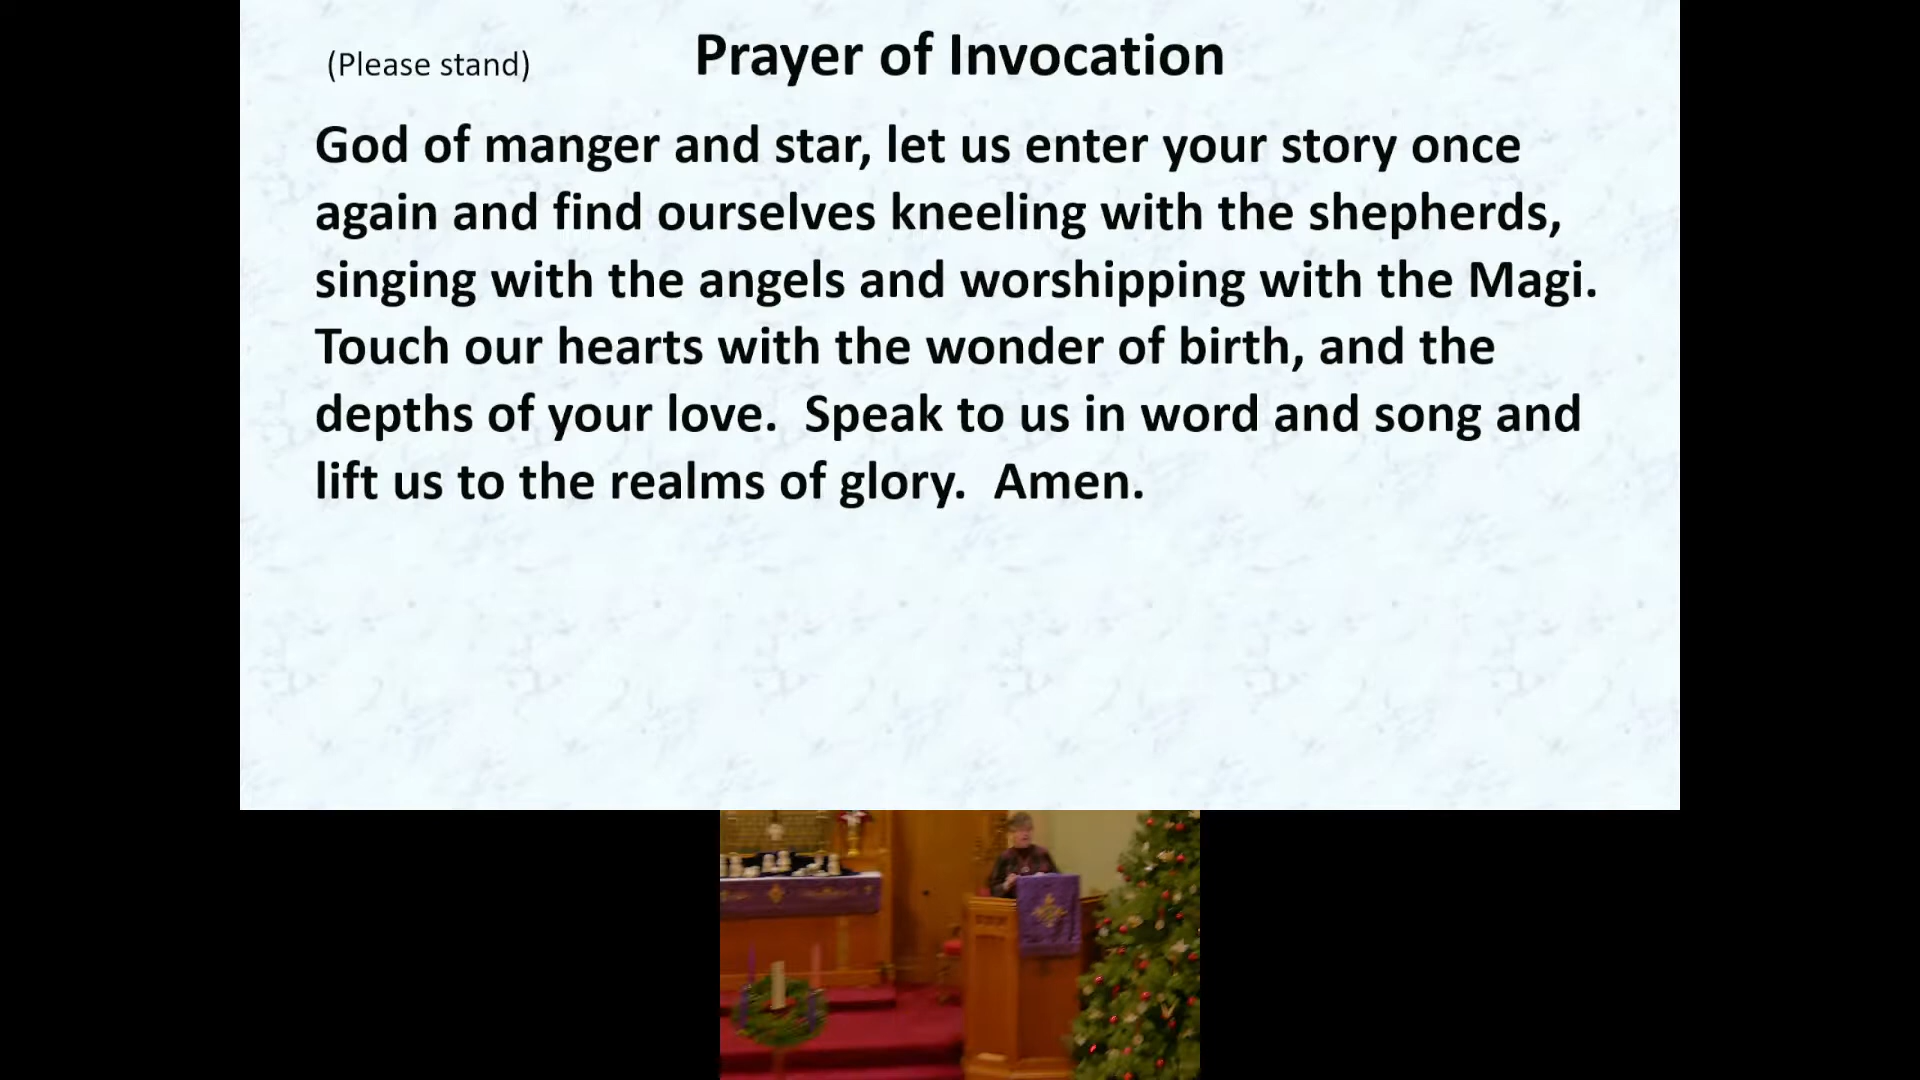 (Please stand) Prayer of Invocation
God of manger and star, let us enter your story once
again and find ourselves kneeling with the shepherds,
singing with the angels and worshipping with the Magi.
Touch our hearts with the wonder of birth, and the
depths of your love.  Speak to us in word and song and
lift us to the realms of glory.  Amen.